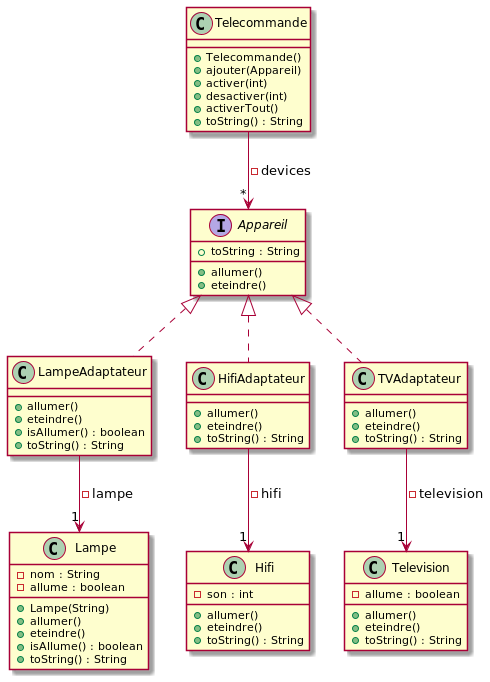 C Telecommande
Telecommande()
ajouter(Appareil)
activer(int)
desactiver(int)
activerTout()
toString() : String
devices
*
I Appareil
toString : String
allumer()
eteindre()
C LampeAdaptateur
allumer()
eteindre()
isAllumer() : boolean
toString() : String
C HifiAdaptateur
allumer()
eteindre()
toString() : String
C TVAdaptateur
allumer()
eteindre()
toString() : String
lampe
1
hifi
1
television
1
C Lampe
nom : String
allume : boolean
Lampe(String)
allumer()
eteindre()
isAllume() : boolean
toString() : String
C Hifi
son : int
allumer()
eteindre()
toString() : String
C Television
allume : boolean
allumer()
eteindre()
toString() : String